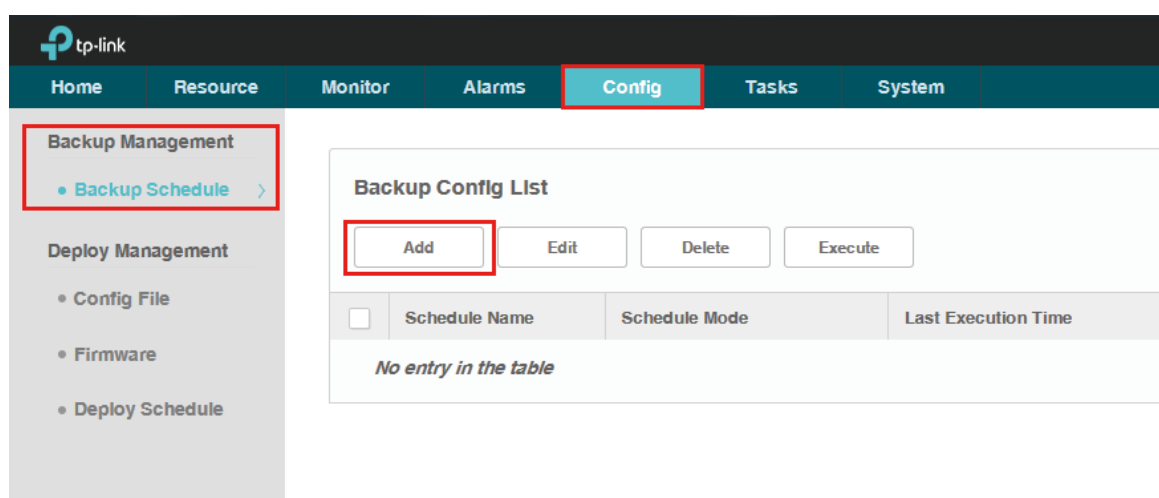 tp-link
Home Resource Monitor Alarms Config Tasks System
Backup Management
Backup Schedule >
Deploy Management
Config File
Firmware
Deploy Schedule
Backup Config List
Add Edit Delete Execute
Schedule Name Schedule Mode Last Execution Time
No entry in the table